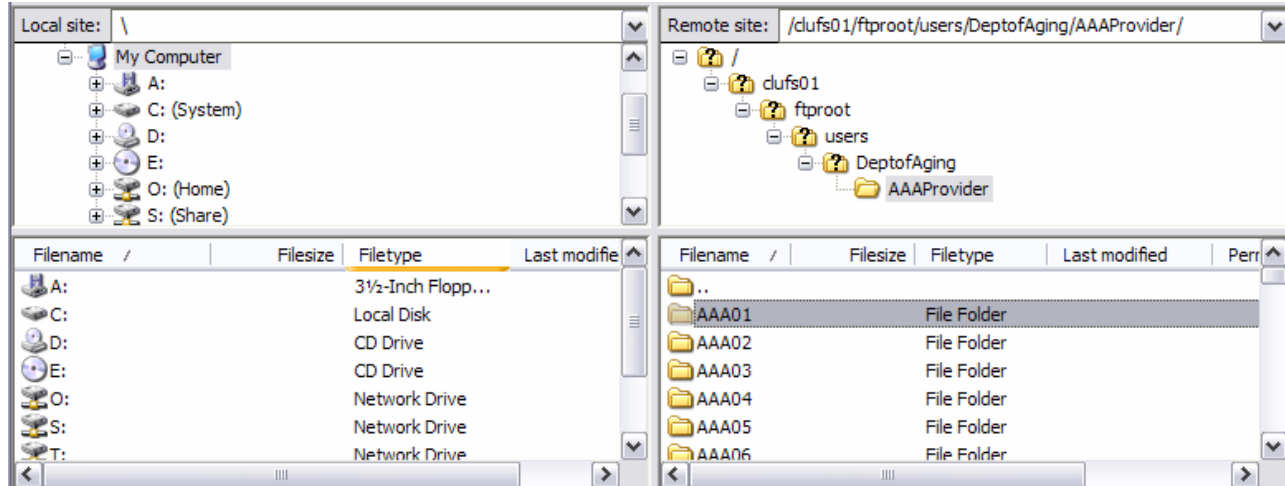 Local site: \
My Computer
A:
C: (System)
D:
E:
O: (Home)
S: (Share)
Filename / Filesize Filetype Last modifie
A: 3½-Inch Flopp...
C: Local Disk
D: CD Drive
E: CD Drive
O: Network Drive
S: Network Drive
T: Network Drive
Remote site: /clufs01/ftproot/users/DeptofAging/AAAProvider/
/
clufs01
ftproot
users
DeptofAging
AAAProvider
Filename / Filesize Filetype Last modified Perr
..
AAA01 File Folder
AAA02 File Folder
AAA03 File Folder
AAA04 File Folder
AAA05 File Folder
AAA06 File Folder